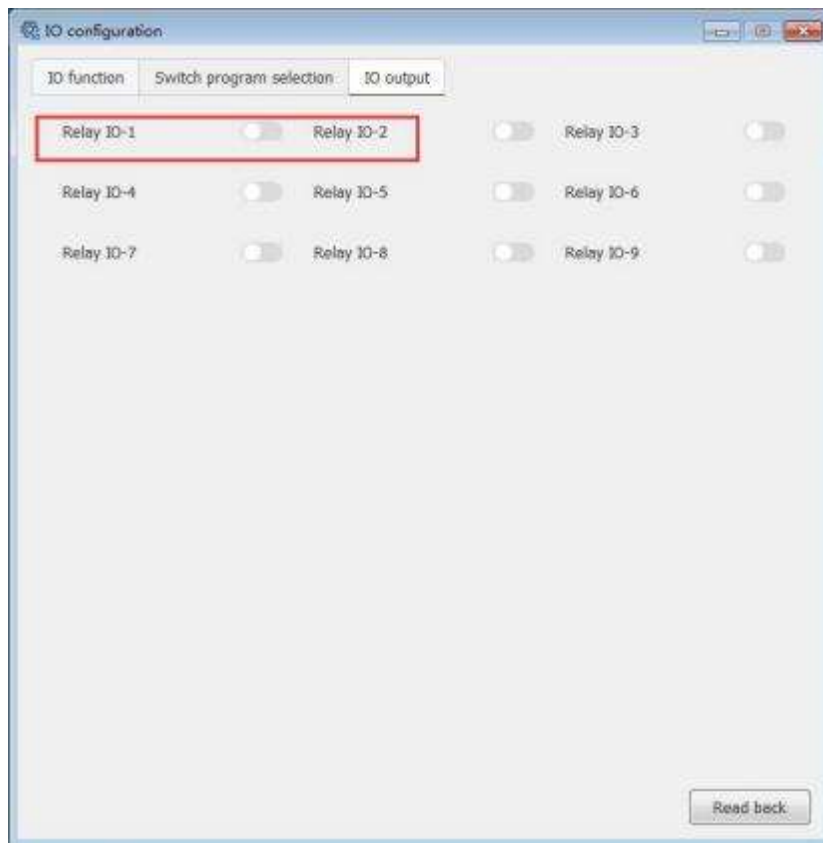 IO configuration
IO function Switch program selection IO output
Relay IO-1 Relay IO-2 Relay IO-3
Relay IO-4 Relay IO-5 Relay IO-6
Relay IO-7 Relay IO-8 Relay IO-9
Read back